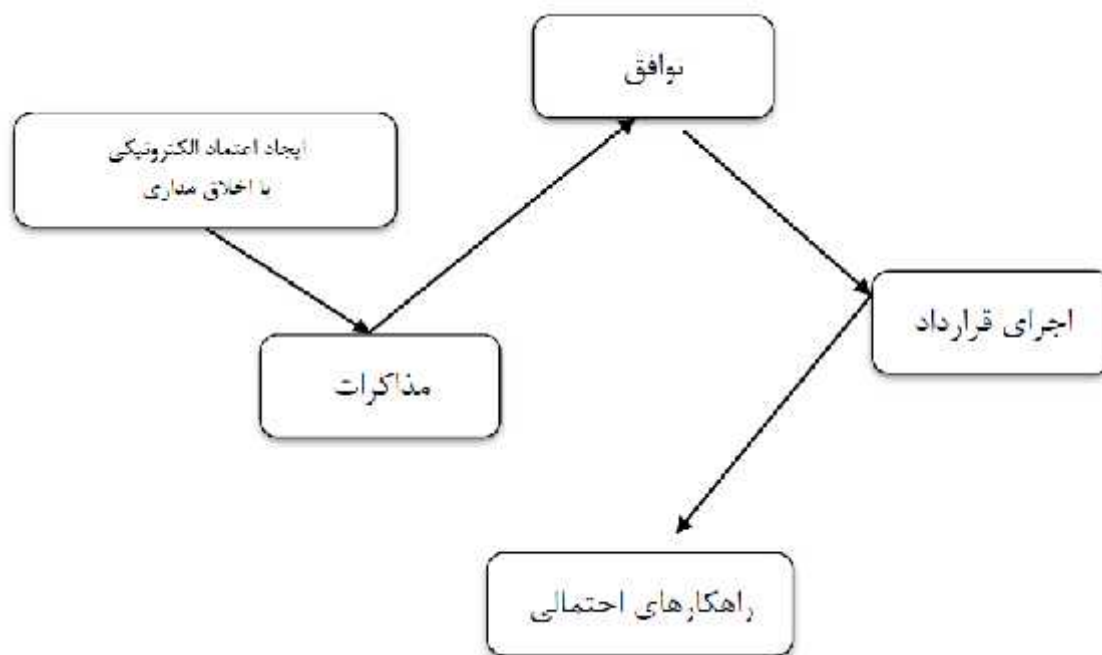 ایجاد اعتماد الکترونیکی
با اخلاق مداری
مذاکرات
توافق
اجرای قرارداد
راهکارهای احتمالی